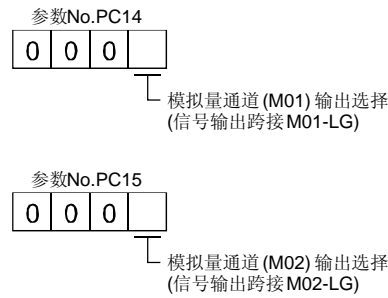 参数No.PC14
0 0 0
模拟量通道(M01)输出选择
(信号输出跨接M01-LG)
参数No.PC15
0 0 0
模拟量通道(M02)输出选择
(信号输出跨接M02-LG)